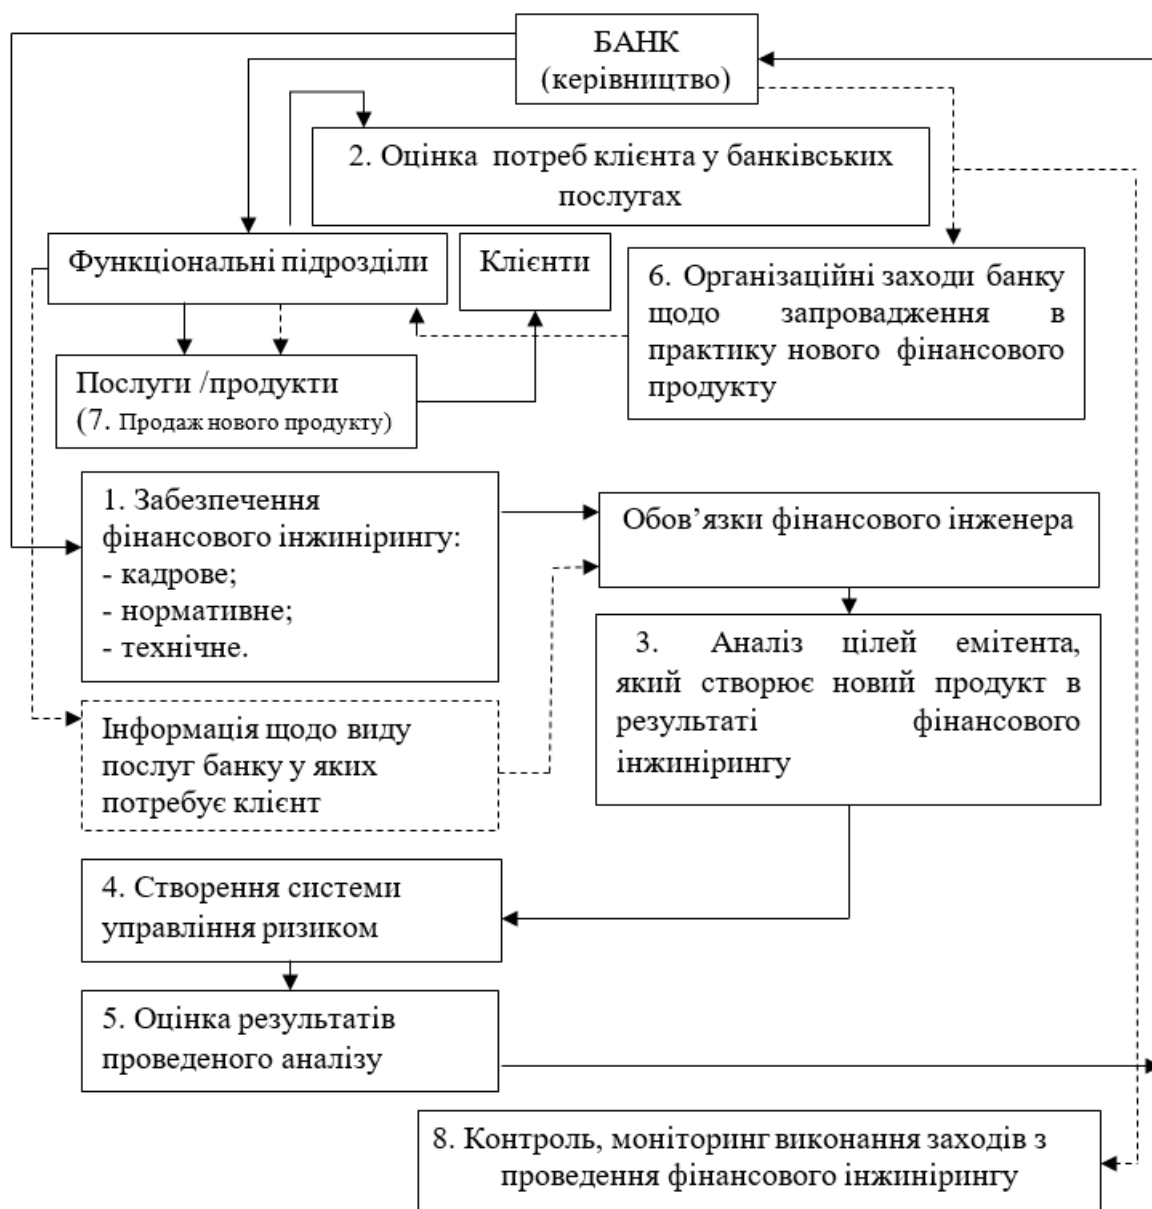 БАНК
(керівництво)
2. Оцінка потреб клієнта у банківських
послугах
Функціональні підрозділи
Клієнти
6. Організаційні заходи банку
щодо запровадження в
практику нового фінансового
продукту
Послуги /продукти
(7. Продаж нового продукту)
1. Забезпечення
фінансового інжинірингу:
- кадрове;
- нормативне;
- технічне.
Обов’язки фінансового інженера
3. Аналіз цілей емітента,
який створює новий продукт в
результаті фінансового
інжинірингу
Інформація щодо виду
послуг банку у яких
потребує клієнт
4. Створення системи
управління ризиком
5. Оцінка результатів
проведеного аналізу
8. Контроль, моніторинг виконання заходів з
проведення фінансового інжинірингу